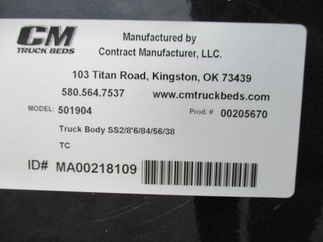 CM
TRUCK BEDS
Manufactured by
Contract Manufacturer, LLC.
103 Titan Road, Kingston, OK 73439
580.564.7537 www.cmtruckbeds.com
MODEL: 501904 Prod. # 00205670
Truck Body SS2/8'6/84/56/38
TC
ID# MA00218109